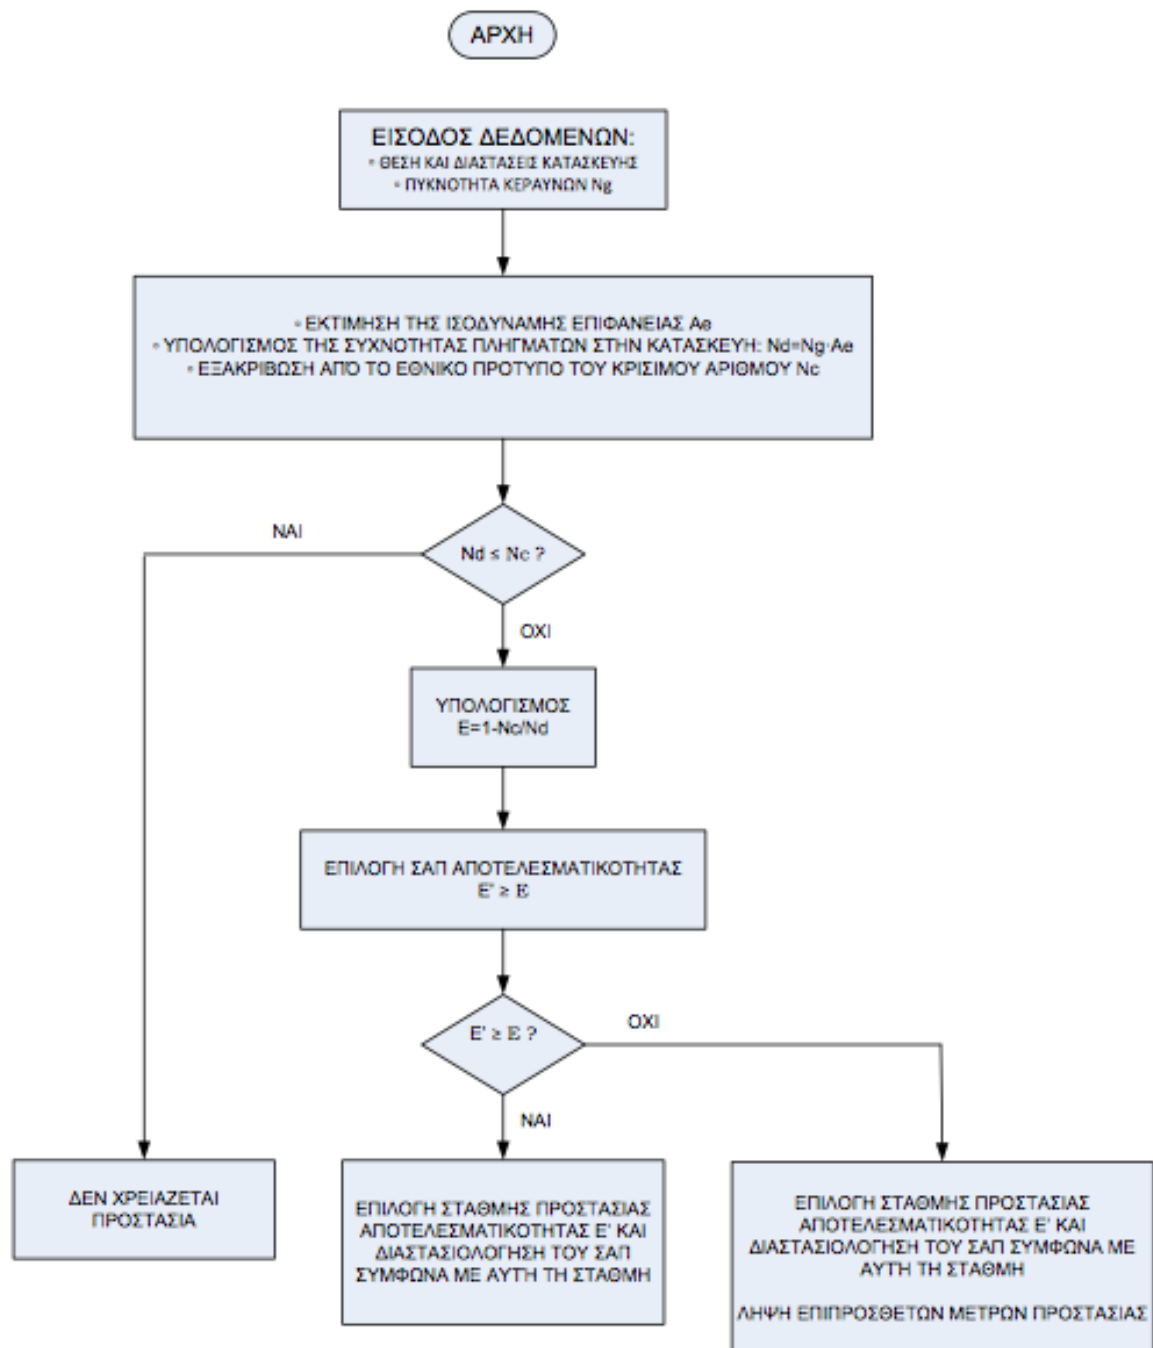 ΑΡΧΗ
ΕΙΣΟΔΟΣ ΔΕΔΟΜΕΝΩΝ:
◦ ΘΕΣΗ ΚΑΙ ΔΙΑΣΤΑΣΕΙΣ ΚΑΤΑΣΚΕΥΗΣ
◦ ΠΥΚΝΟΤΗΤΑ ΚΕΡΑΥΝΩΝ Ng
◦ ΕΚΤΙΜΗΣΗ ΤΗΣ ΙΣΟΔΥΝΑΜΗΣ ΕΠΙΦΑΝΕΙΑΣ Ae
◦ ΥΠΟΛΟΓΙΣΜΟΣ ΤΗΣ ΣΥΧΝΟΤΗΤΑΣ ΠΛΗΓΜΑΤΩΝ ΣΤΗΝ ΚΑΤΑΣΚΕΥΗ: Nd=Ng·Ae
◦ ΕΞΑΚΡΙΒΩΣΗ ΑΠΌ ΤΟ ΕΘΝΙΚΟ ΠΡΟΤΥΠΟ ΤΟΥ ΚΡΙΣΙΜΟΥ ΑΡΙΘΜΟΥ Nc
ΝΑΙ
Nd ≤ Nc ?
ΟΧΙ
ΥΠΟΛΟΓΙΣΜΟΣ
E=1-Nc/Nd
ΕΠΙΛΟΓΗ ΣΑΠ ΑΠΟΤΕΛΕΣΜΑΤΙΚΟΤΗΤΑΣ
E' ≥ E
E' ≥ E ?
ΟΧΙ
ΝΑΙ
ΔΕΝ ΧΡΕΙΑΖΕΤΑΙ
ΠΡΟΣΤΑΣΙΑ
ΕΠΙΛΟΓΗ ΣΤΑΘΜΗΣ ΠΡΟΣΤΑΣΙΑΣ
ΑΠΟΤΕΛΕΣΜΑΤΙΚΟΤΗΤΑΣ Ε' ΚΑΙ
ΔΙΑΣΤΑΣΙΟΛΟΓΗΣΗ ΤΟΥ ΣΑΠ
ΣΥΜΦΩΝΑ ΜΕ ΑΥΤΗ ΤΗ ΣΤΑΘΜΗ
ΕΠΙΛΟΓΗ ΣΤΑΘΜΗΣ ΠΡΟΣΤΑΣΙΑΣ
ΑΠΟΤΕΛΕΣΜΑΤΙΚΟΤΗΤΑΣ Ε' ΚΑΙ
ΔΙΑΣΤΑΣΙΟΛΟΓΗΣΗ ΤΟΥ ΣΑΠ ΣΥΜΦΩΝΑ ΜΕ
ΑΥΤΗ ΤΗ ΣΤΑΘΜΗ
ΛΗΨΗ ΕΠΙΠΡΟΣΘΕΤΩΝ ΜΕΤΡΩΝ ΠΡΟΣΤΑΣΙΑΣ